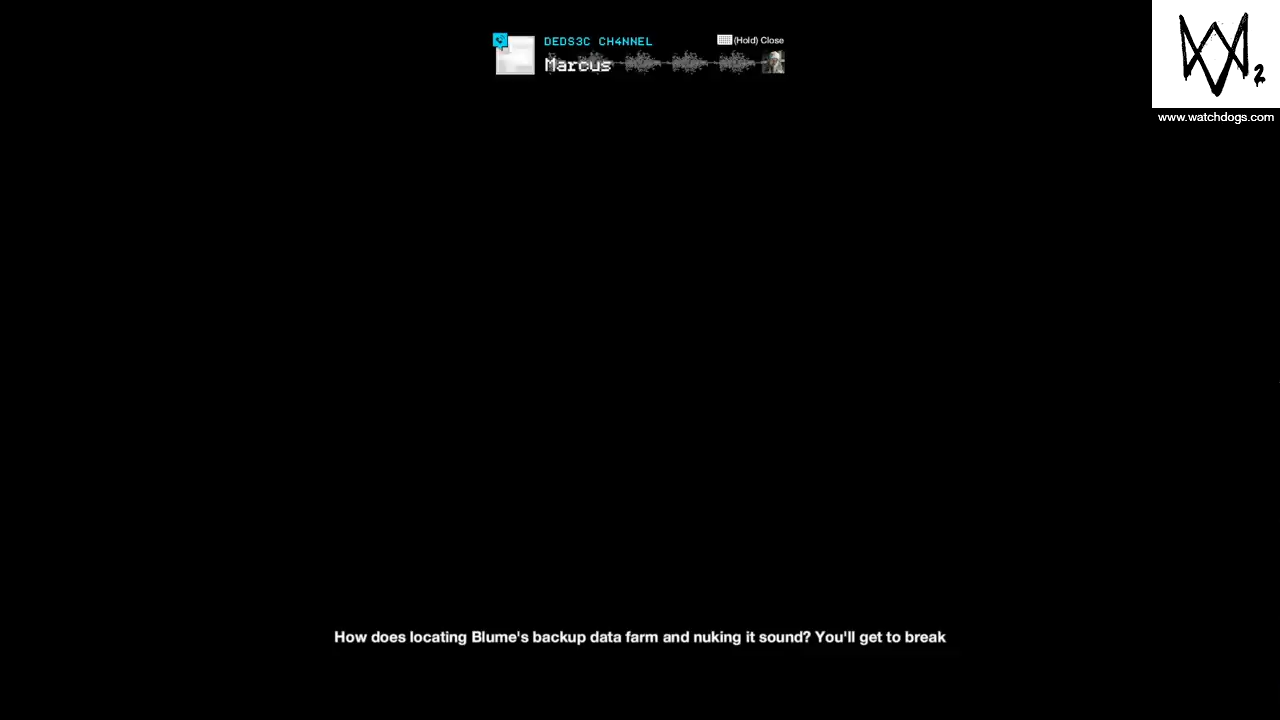 DEDS3C CH4NNEL
(Hold) Close
Marcus
2
www.watchdogs.com
How does locating Blume's backup data farm and nuking it sound? You'll get to break